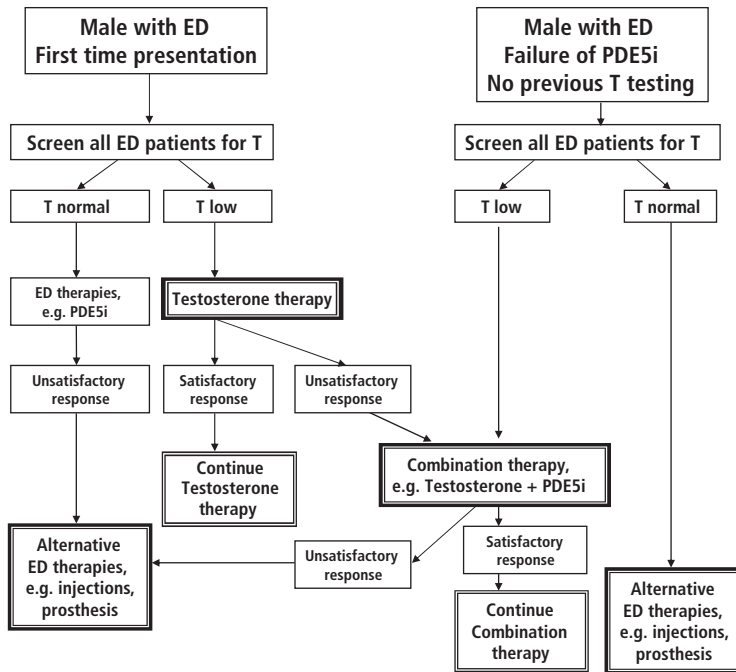 Male with ED
First time presentation
Male with ED
Failure of PDE5i
No previous T testing
Screen all ED patients for T
Screen all ED patients for T
T normal
T low
T low
T normal
ED therapies,
e.g. PDE5i
Testosterone therapy
Unsatisfactory
response
Satisfactory
response
Unsatisfactory
response
Continue
Testosterone
therapy
Combination therapy,
e.g. Testosterone + PDE5i
Alternative
ED therapies,
e.g. injections,
prosthesis
Unsatisfactory
response
Satisfactory
response
Continue
Combination
therapy
Alternative
ED therapies,
e.g. injections,
prosthesis